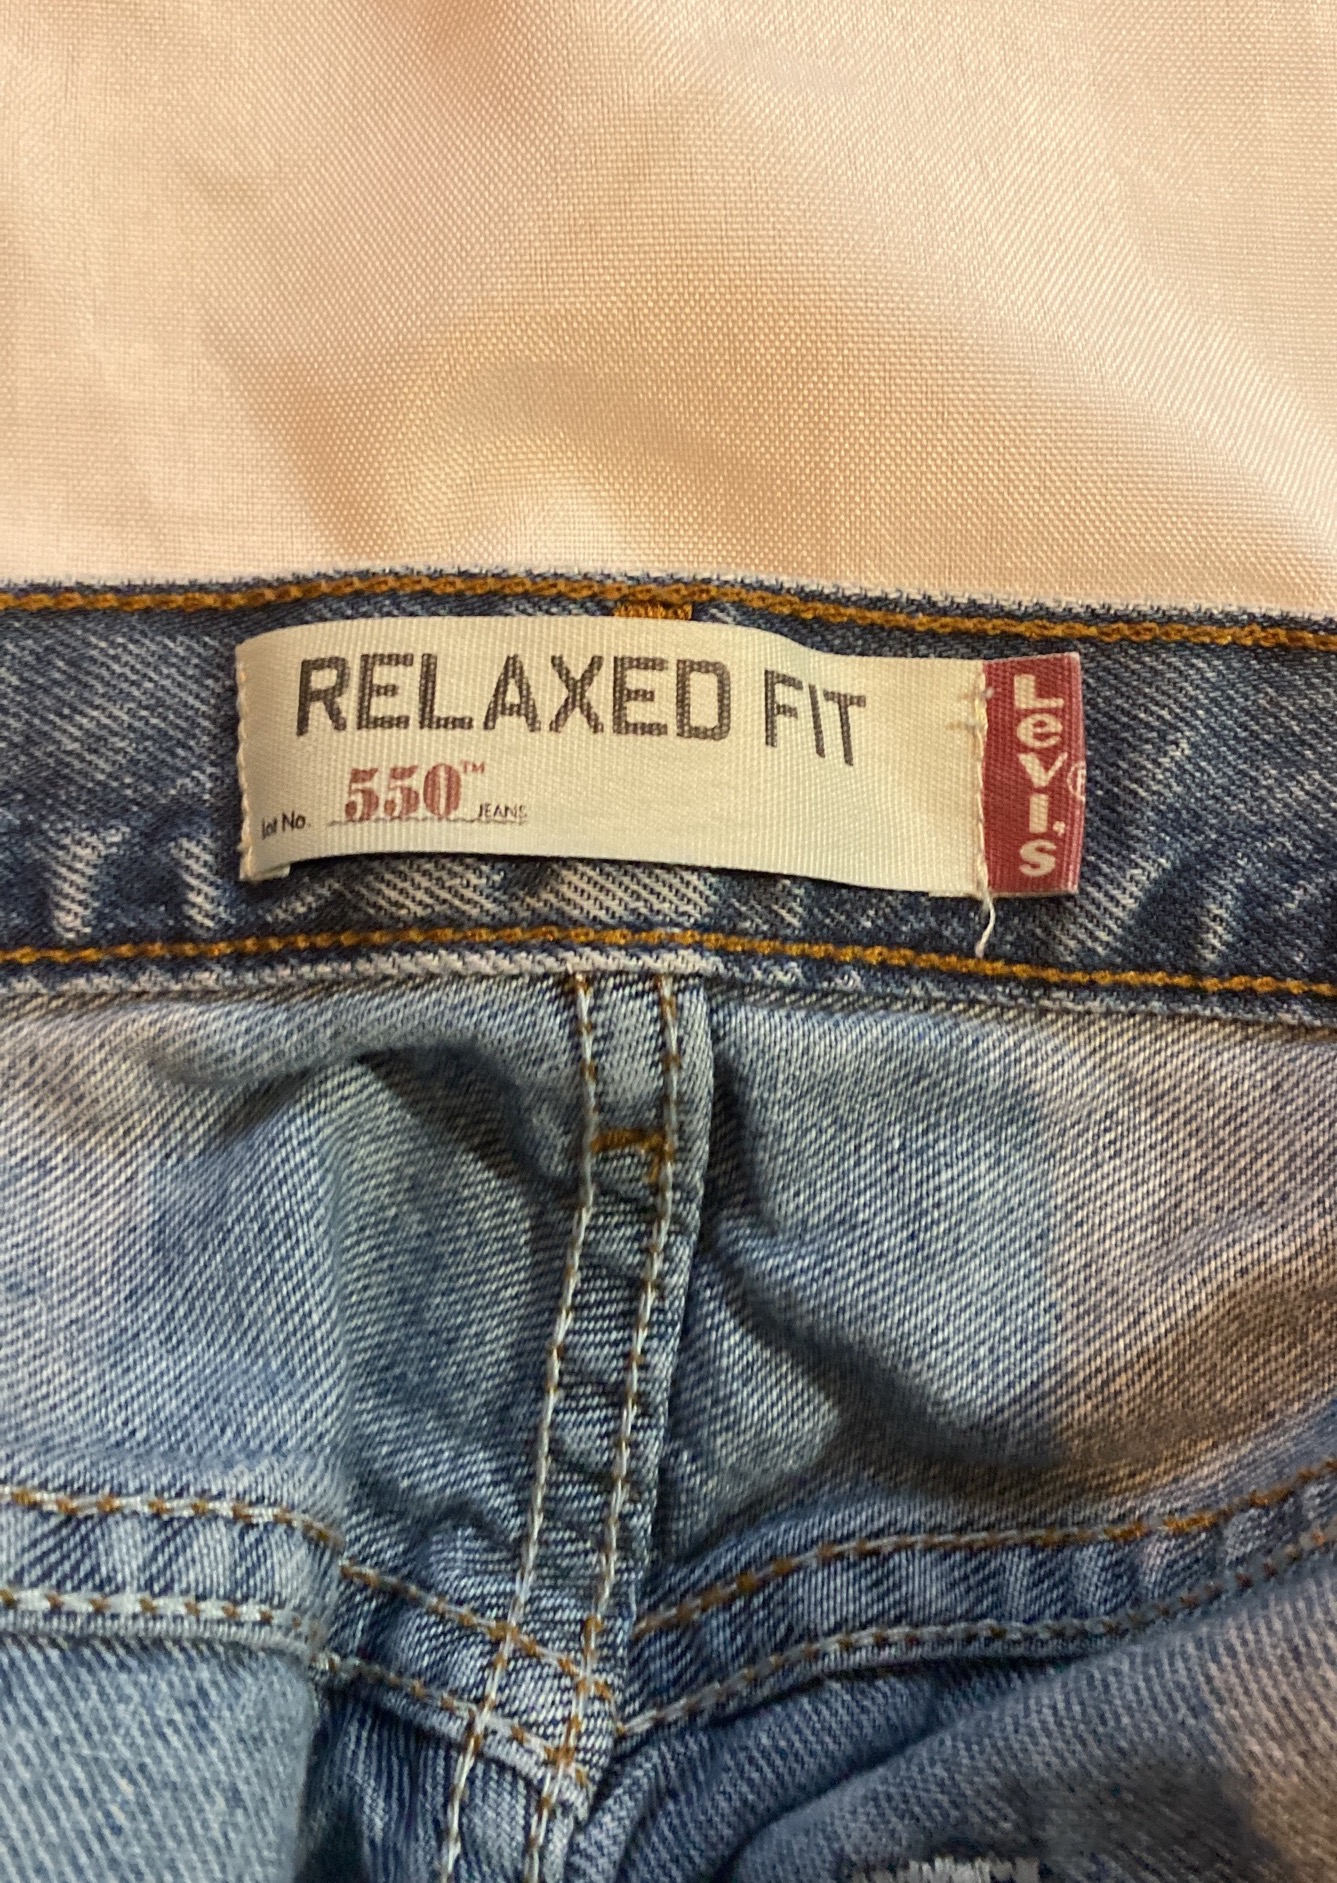 RELAXED FIT
Lot No. 550™ JEANS
Levi's®